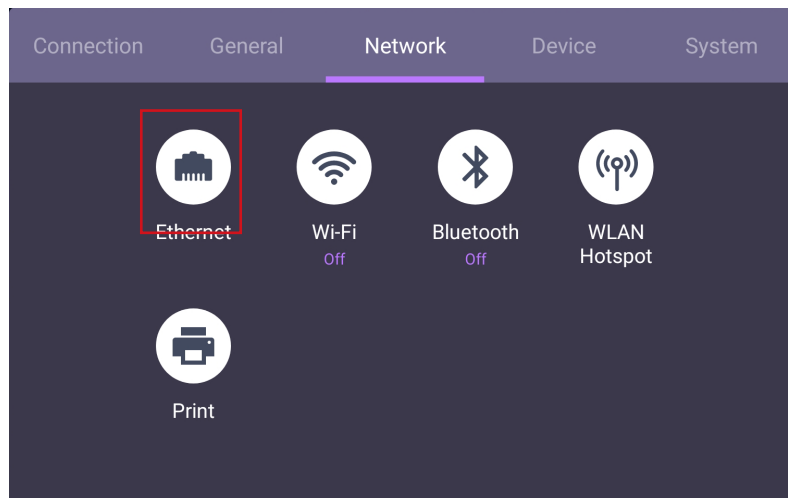 Connection General Network Device System
Ethernet Wi-Fi Bluetooth WLAN
Off Off Hotspot
Print